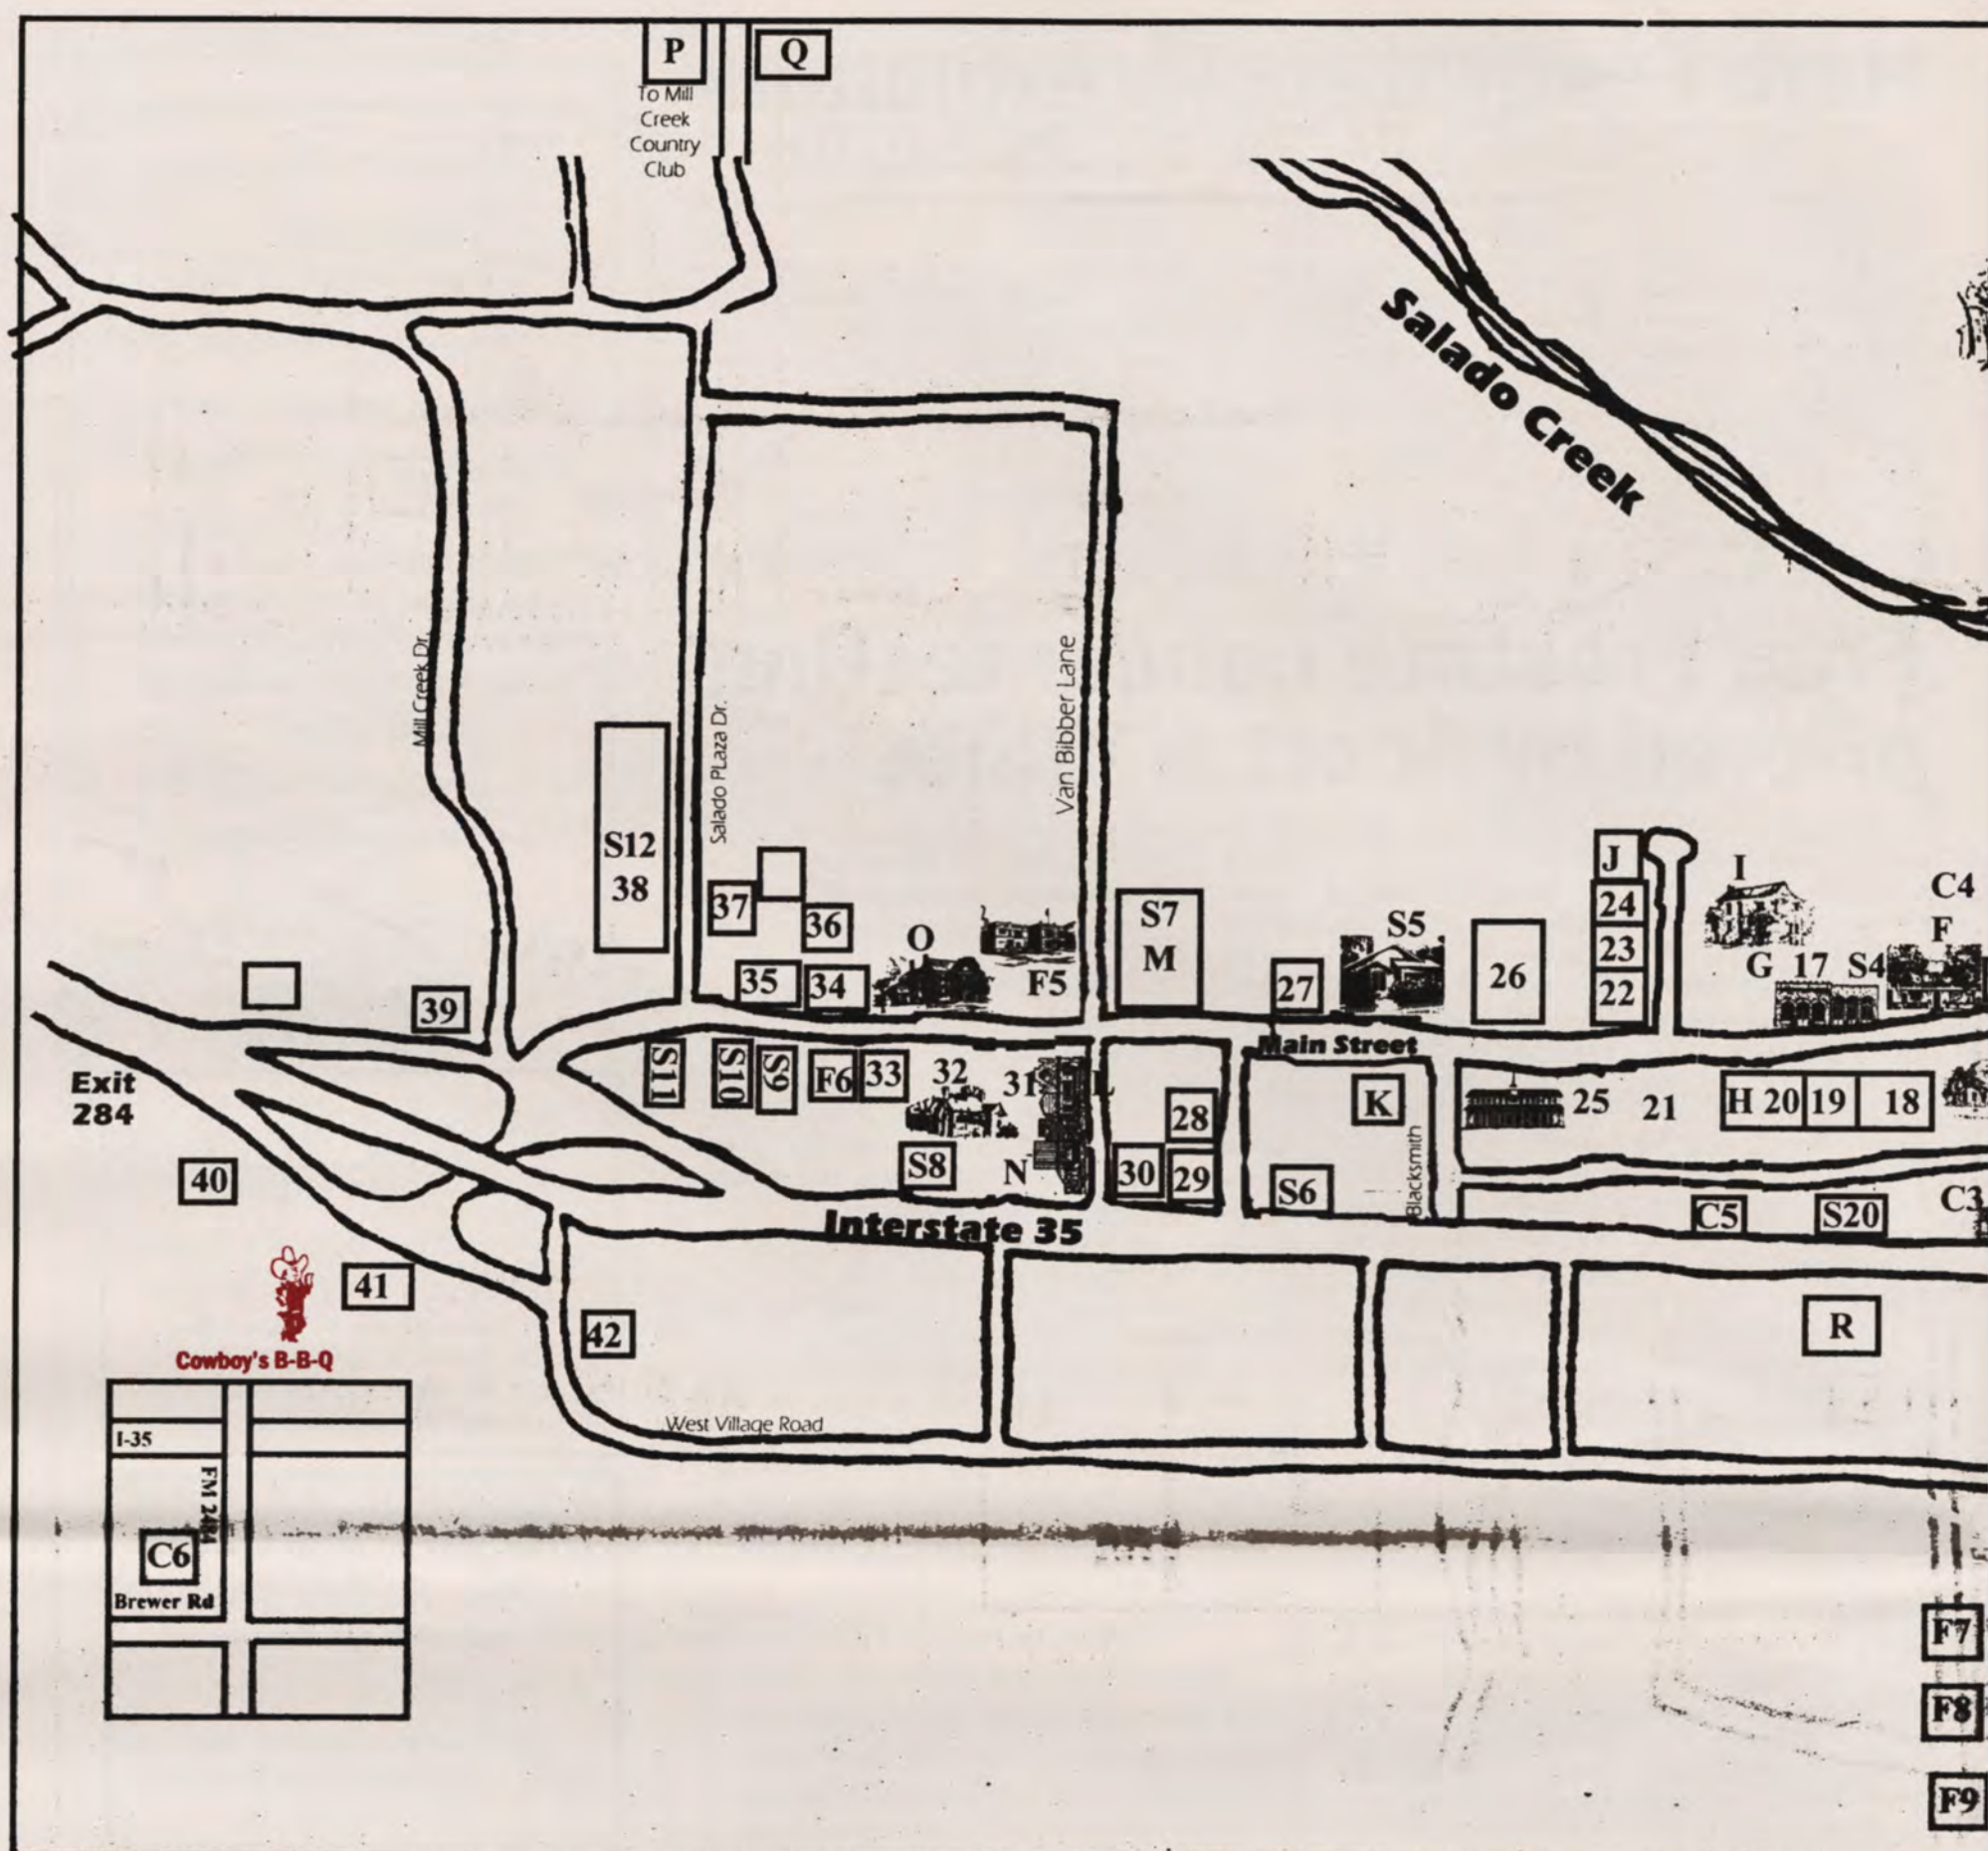 P
Q
To Mill
Creek
Country
Club
Salado Creek
Mill Creek Dr.
Salado PLaza Dr.
Van Bibber Lane
S12
38
37
36
35
34
O
F5
S7
M
27
S5
26
J
24
23
22
I
C4
F
G
17
S4
39
Main Street
S11
S10
S9
F6
33
32
31
L
28
K
25
21
H 20
19
18
Blacksmith
S8
N
30
29
S6
C5
S20
C3
Exit
284
40
Interstate 35
41
Cowboy's B-B-Q
42
R
West Village Road
I-35
FM 2484
C6
Brewer Rd
F7
F8
F9